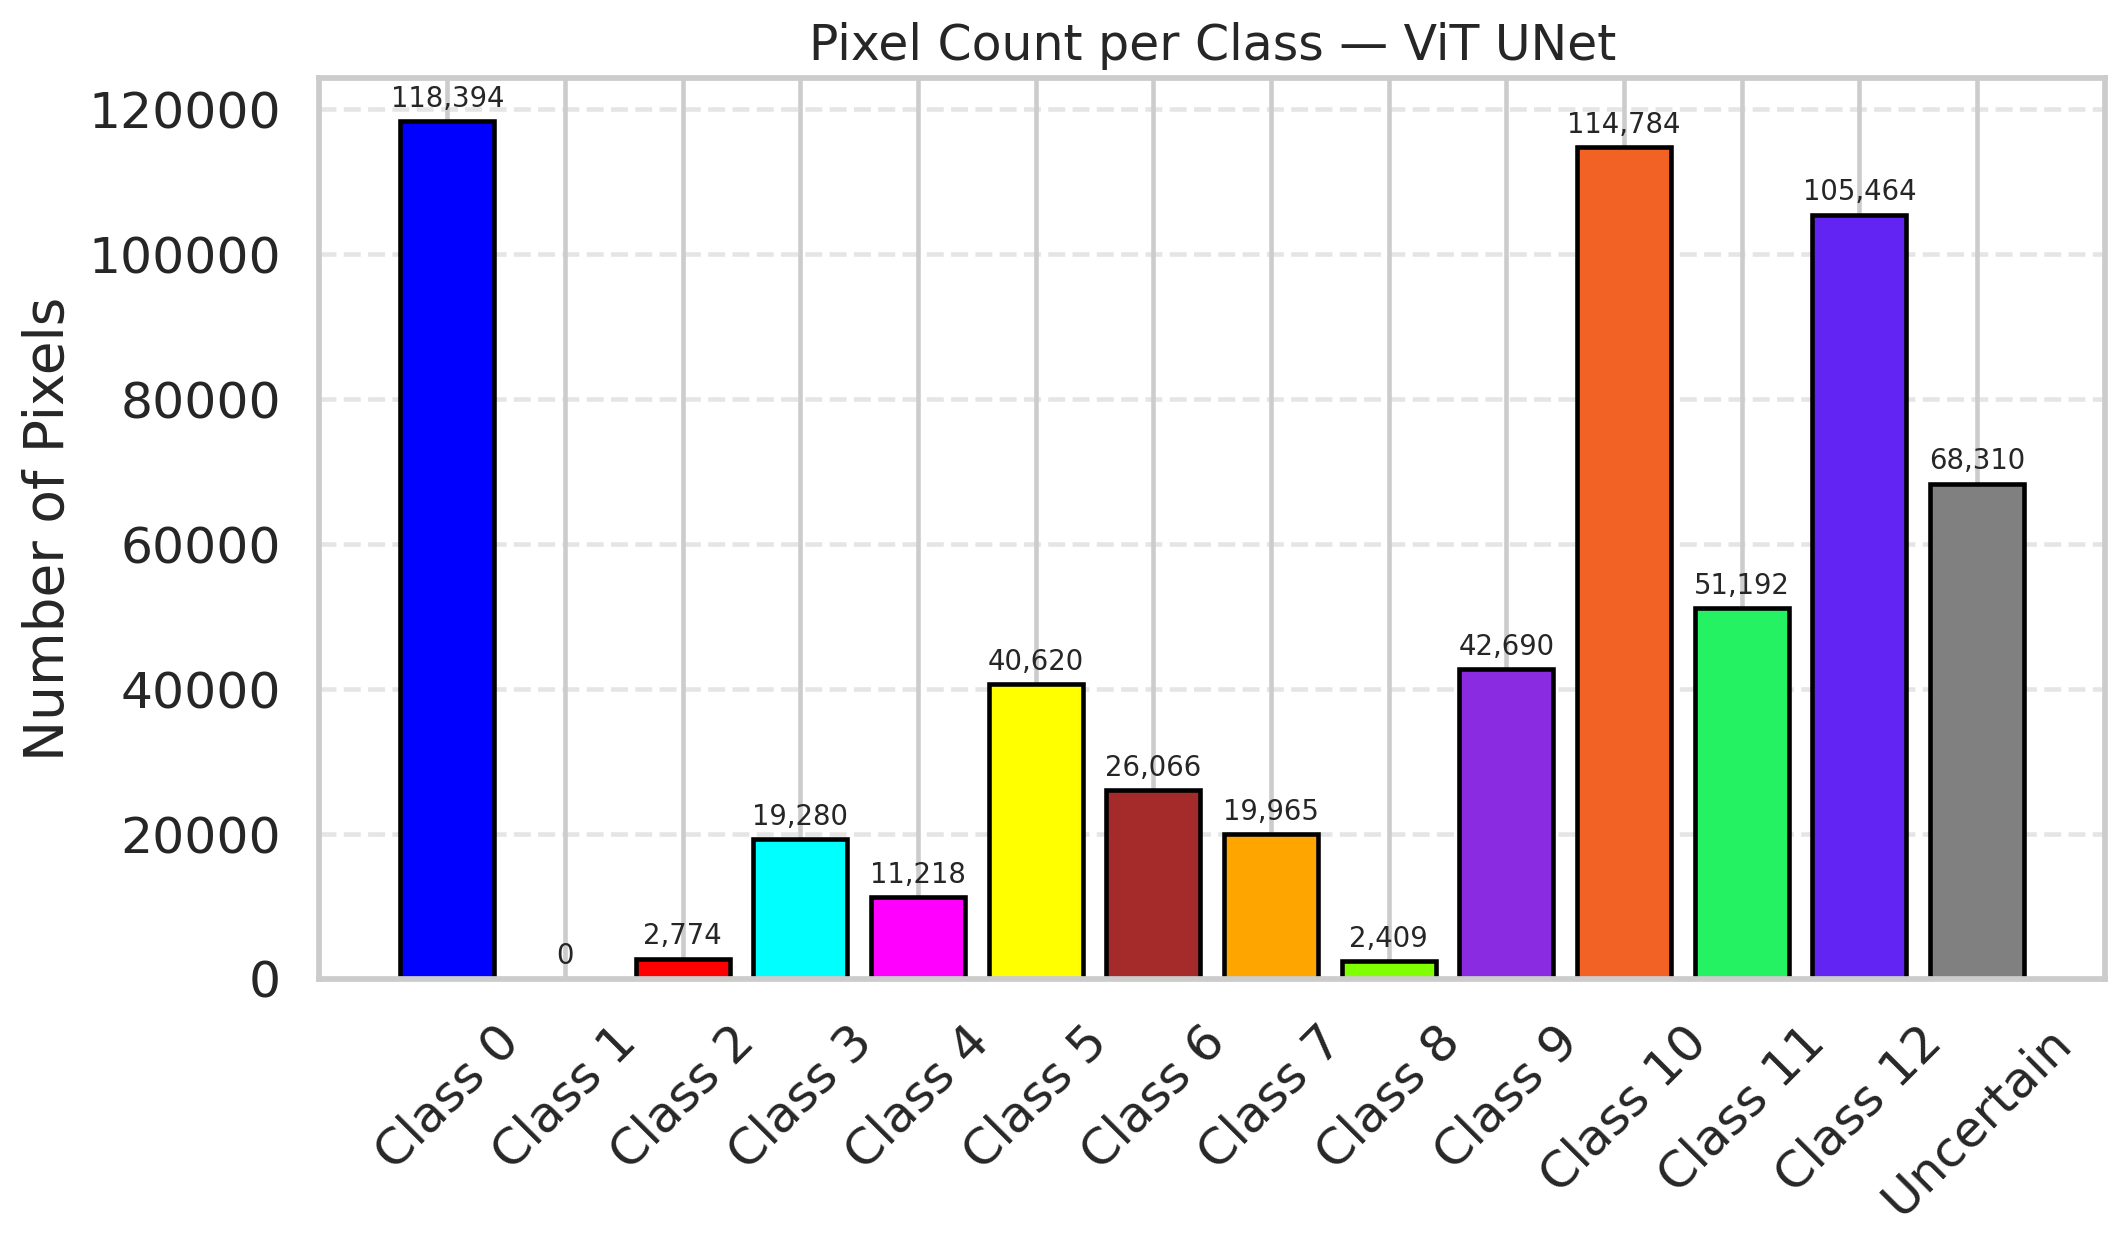 Pixel Count per Class — ViT UNet
Number of Pixels
120000
100000
80000
60000
40000
20000
0
118,394
0
2,774
19,280
11,218
40,620
26,066
19,965
2,409
42,690
114,784
51,192
105,464
68,310
Class 0
Class 1
Class 2
Class 3
Class 4
Class 5
Class 6
Class 7
Class 8
Class 9
Class 10
Class 11
Class 12
Uncertain